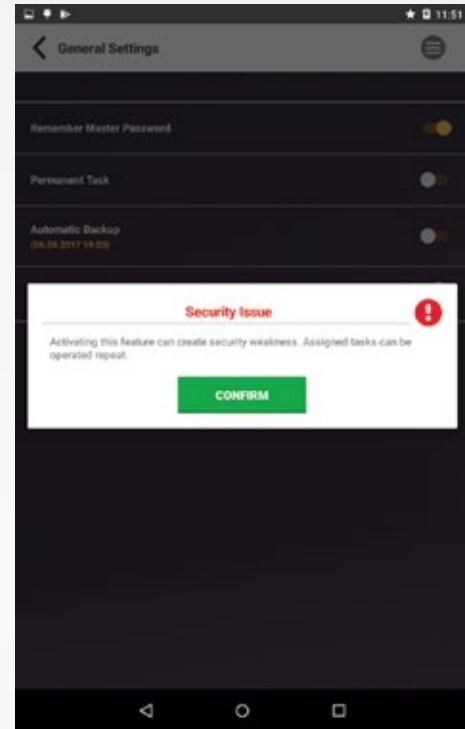 11:51
General Settings
Remember Master Password
Permanent Task
Automatic Backup
Security Issue
Activating this feature can create security weakness. Assigned tasks can be
operated repeat.
CONFIRM